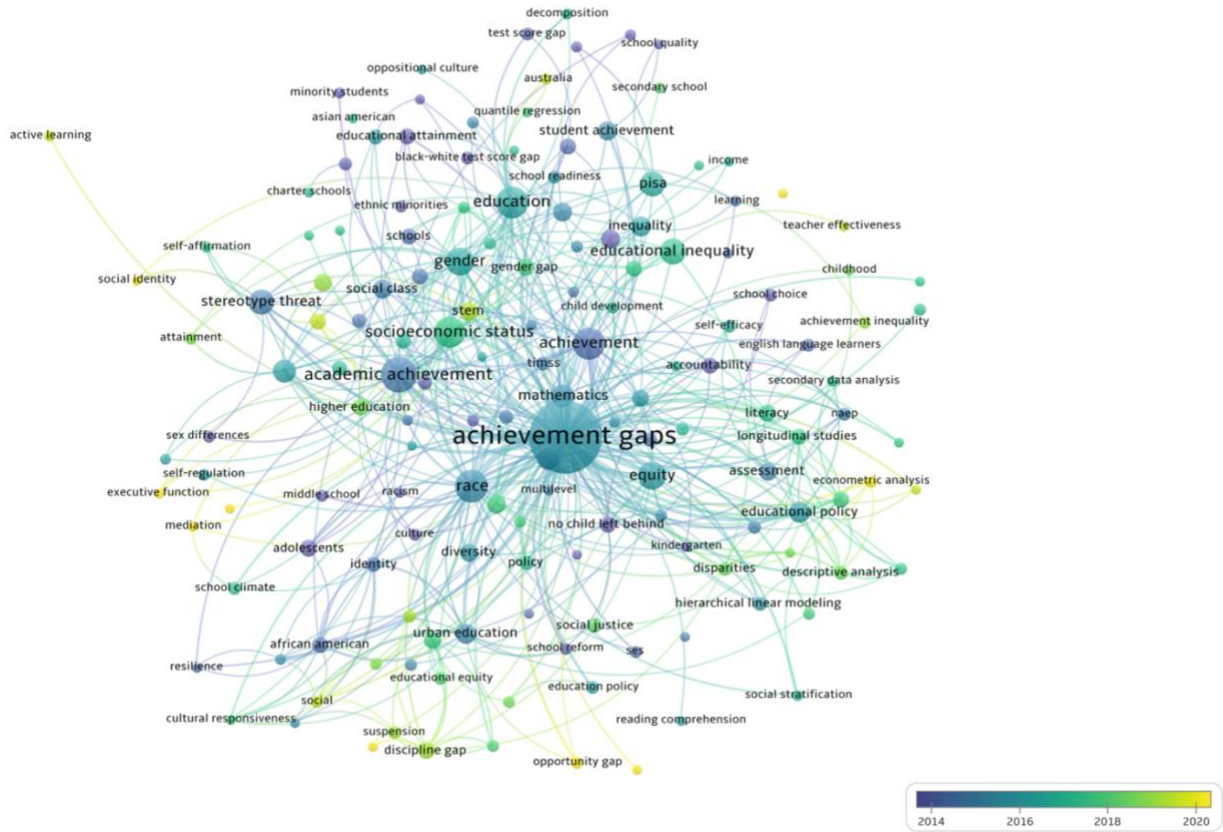 decomposition
test score gap
school quality
oppositional culture
australia
secondary school
minority students
asian american
quantile regression
active learning
educational attainment
student achievement
black-white test score gap
income
school readiness
pisa
charter schools
education
learning
ethnic minorities
inequality
teacher effectiveness
schools
self-affirmation
educational inequality
gender
gender gap
childhood
social identity
social class
school choice
stereotype threat
child development
stem
achievement inequality
self-efficacy
socioeconomic status
attainment
achievement
english language learners
timss
accountability
academic achievement
secondary data analysis
mathematics
higher education
literacy
naep
sex differences
achievement gaps
longitudinal studies
self-regulation
equity
assessment
econometric analysis
executive function
middle school
racism
race
multilevel
educational policy
mediation
no child left behind
culture
adolescents
kindergarten
diversity
identity
policy
disparities
descriptive analysis
school climate
hierarchical linear modeling
social justice
urban education
african american
school reform
ses
resilience
educational equity
education policy
social stratification
social
cultural responsiveness
reading comprehension
suspension
discipline gap
opportunity gap
2014 2016 2018 2020